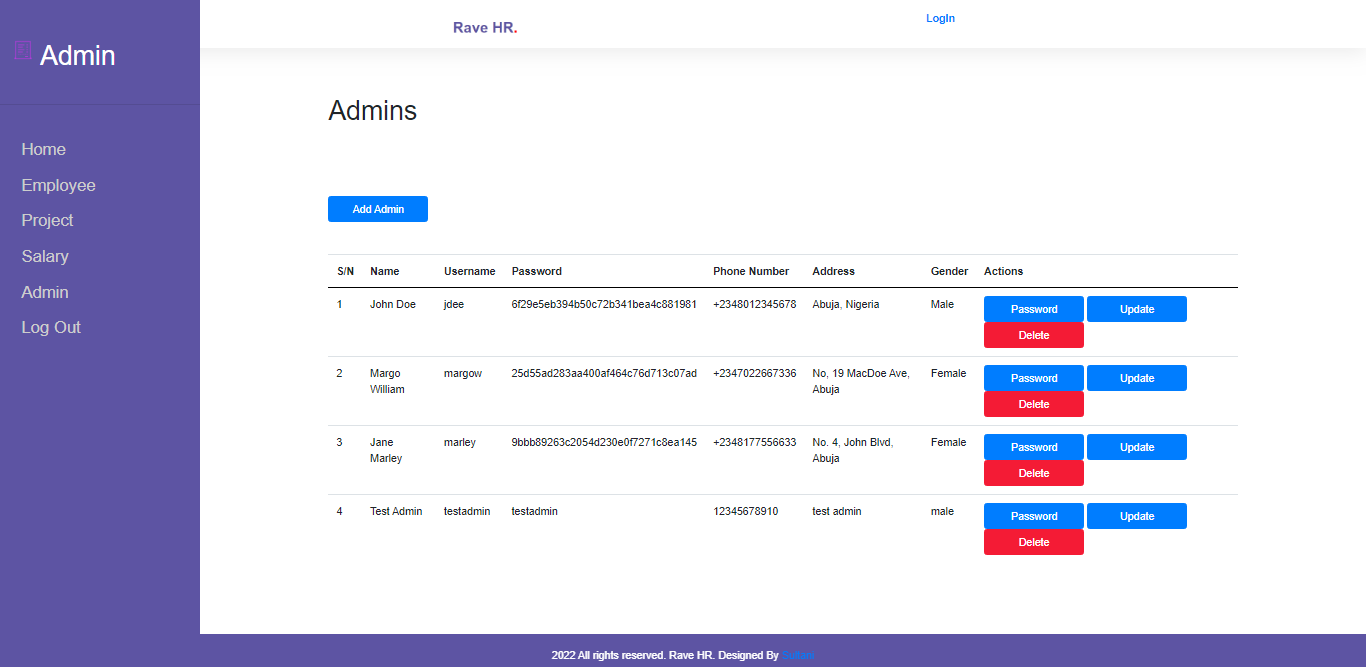 Admin
Rave HR.
LogIn
Home
Employee
Project
Salary
Admin
Log Out
Admins
Add Admin
S/N Name Username Password Phone Number Address Gender Actions
1 John Doe jdee 6f29e5eb394b50c72b341bea4c881981 +2348012345678 Abuja, Nigeria Male Password Update
Delete
2 Margo margow 25d55ad283aa400af464c76d713c07ad +2347022667336 No, 19 MacDoe Ave, Female Password Update
William Abuja
Delete
3 Jane marley 9bbb89263c2054d230e0f7271c8ea145 +2348177556633 No. 4, John Blvd, Female Password Update
Marley Abuja
Delete
4 Test Admin testadmin testadmin 12345678910 test admin male Password Update
Delete
2022 All rights reserved. Rave HR. Designed By